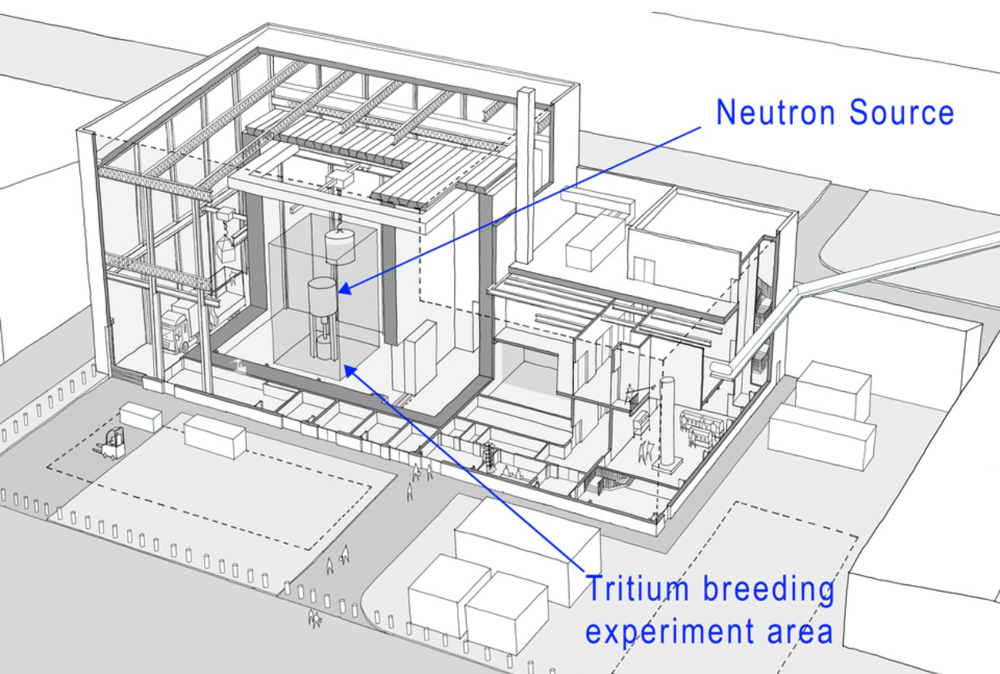 Neutron Source
Tritium breeding
experiment area